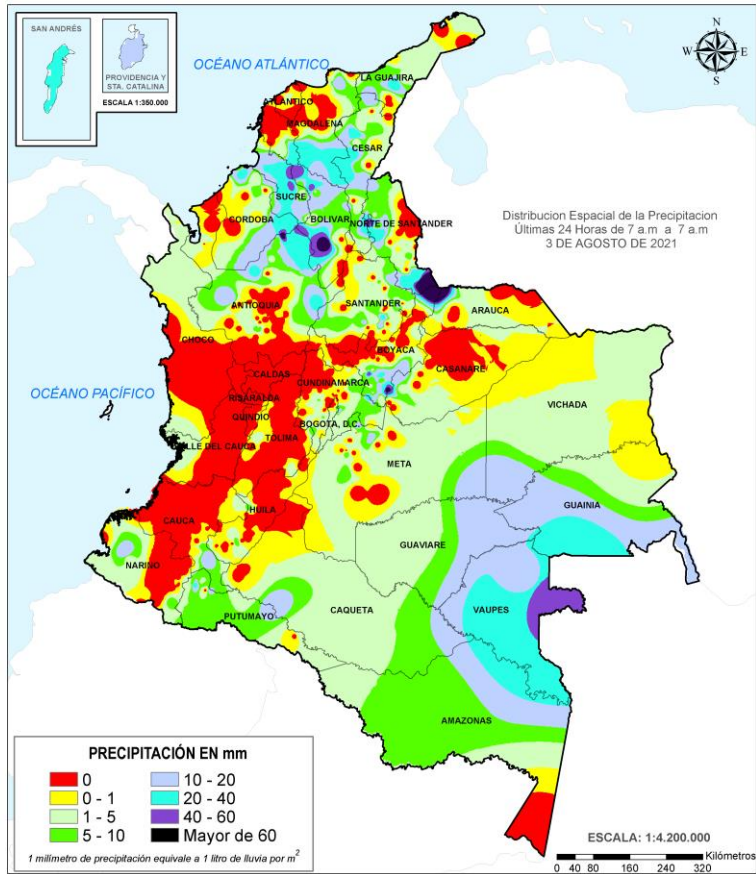 SAN ANDRÉS
PROVIDENCIA Y
STA. CATALINA
ESCALA 1:350.000
OCÉANO ATLÁNTICO
N
W
E
S
LA GUAJIRA
ATLANTICO
MAGDALENA
CESAR
SUCRE
CORDOBA
BOLIVAR
NORTE DE SANTANDER
Distribucion Espacial de la Precipitacion
Últimas 24 Horas de 7 a.m a 7 a.m
3 DE AGOSTO DE 2021
ANTIOQUIA
SANTANDER
ARAUCA
CHOCO
BOYACA
CASANARE
OCÉANO PACÍFICO
CALDAS
CUNDINAMARCA
RISARALDA
VICHADA
QUINDIO
BOGOTA, D.C.
VALLE DEL CAUCA
TOLIMA
META
GUAINIA
HUILA
CAUCA
GUAVIARE
NARIÑO
VAUPES
CAQUETA
PUTUMAYO
AMAZONAS
PRECIPITACIÓN EN mm
0
0 - 1
1 - 5
5 - 10
10 - 20
20 - 40
40 - 60
Mayor de 60
1 milímetro de precipitación equivale a 1 litro de lluvia por m²
ESCALA: 1:4.200.000
Kilómetros
0 40 80 160 240 320